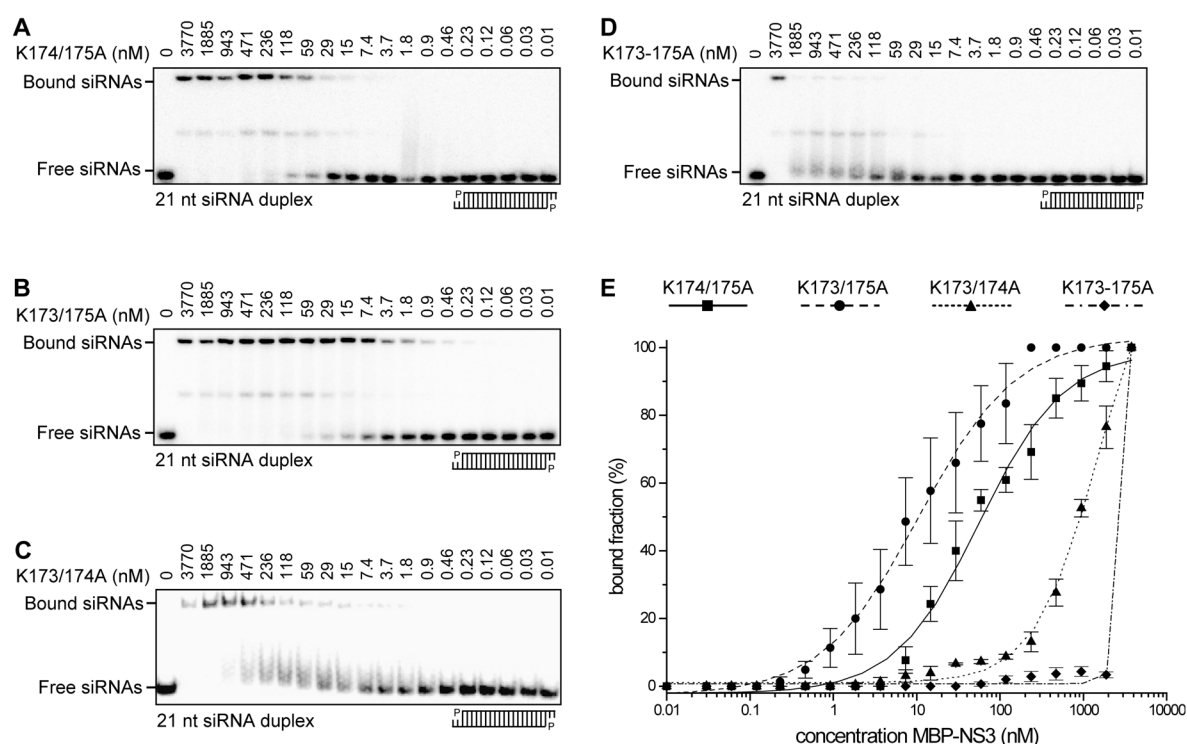 A
K174/175A (nM) 0 3770 1885 943 471 236 118 59 29 15 7.4 3.7 1.8 0.9 0.46 0.23 0.12 0.06 0.03 0.01
Bound siRNAs
Free siRNAs
21 nt siRNA duplex P P
B
K173/175A (nM) 0 3770 1885 943 471 236 118 59 29 15 7.4 3.7 1.8 0.9 0.46 0.23 0.12 0.06 0.03 0.01
Bound siRNAs
Free siRNAs
21 nt siRNA duplex P P
C
K173/174A (nM) 0 3770 1885 943 471 236 118 59 29 15 7.4 3.7 1.8 0.9 0.46 0.23 0.12 0.06 0.03 0.01
Bound siRNAs
Free siRNAs
21 nt siRNA duplex P P
D
K173-175A (nM) 0 3770 1885 943 471 236 118 59 29 15 7.4 3.7 1.8 0.9 0.46 0.23 0.12 0.06 0.03 0.01
Bound siRNAs
Free siRNAs
21 nt siRNA duplex P P
E
K174/175A K173/175A K173/174A K173-175A
bound fraction (%)
100
80
60
40
20
0
0.01 0.1 1 10 100 1000 10000
concentration MBP-NS3 (nM)